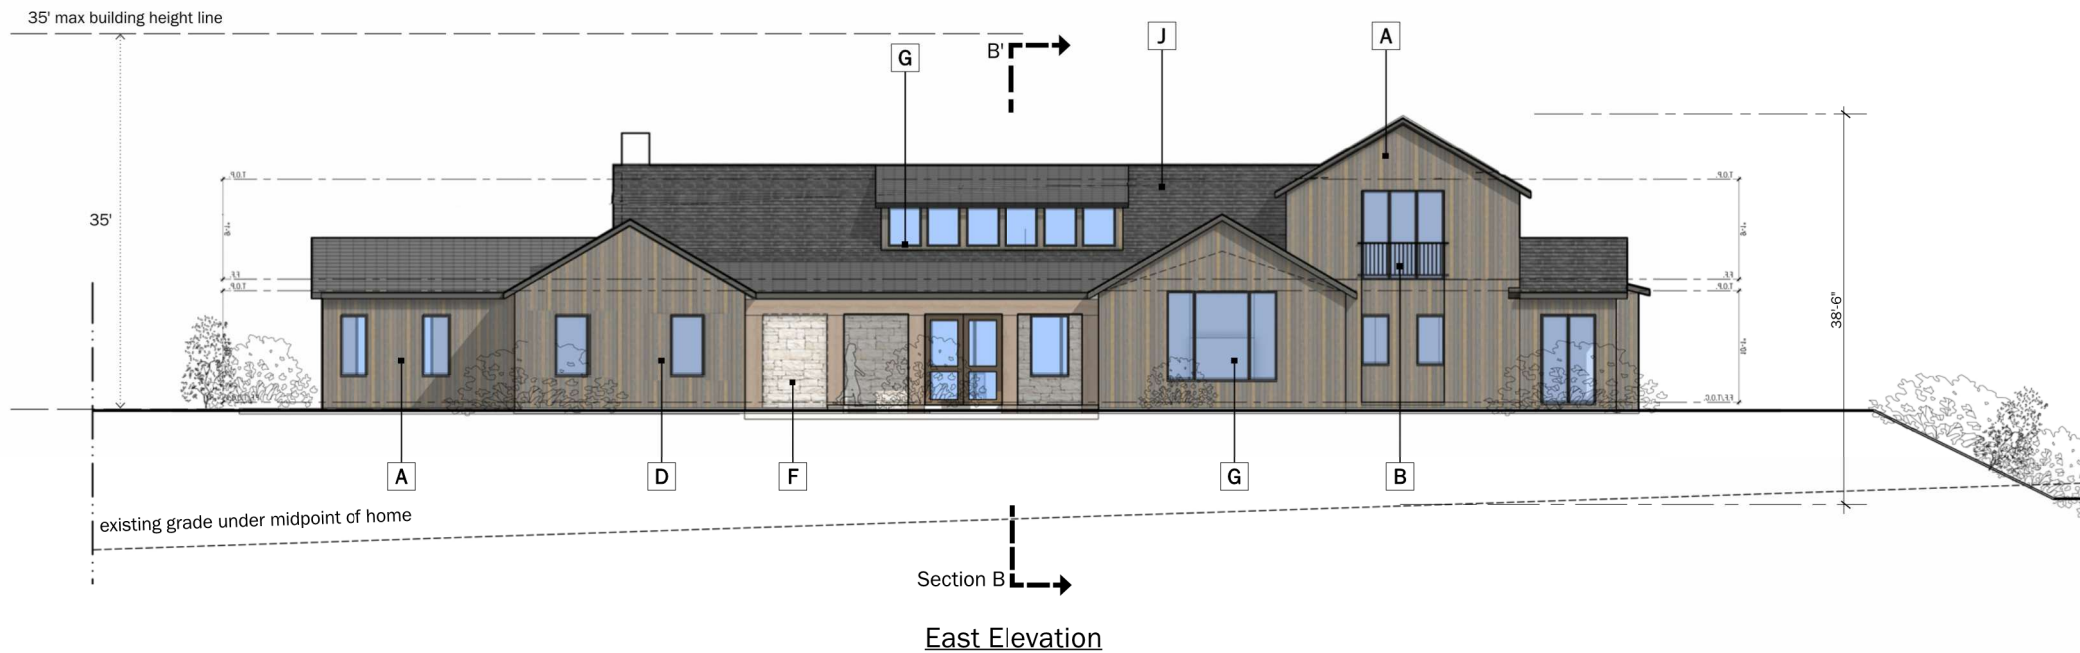 35' max building height line
J
A
G
B'
T.O.P.
T.O.P.
35'
F.F.
F.F.
T.O.P.
T.O.P.
38'-6"
A
D
F
G
B
existing grade under midpoint of home
Section B
East Elevation